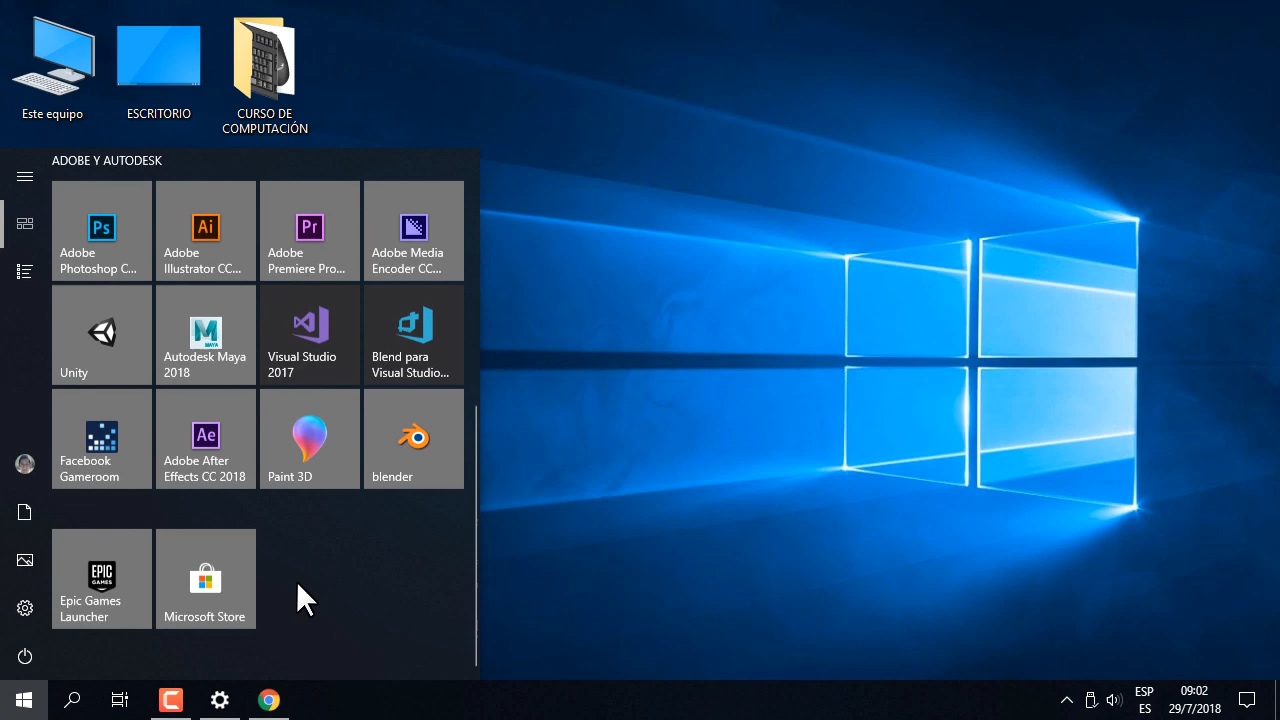 Este equipo
ESCRITORIO
CURSO DE
COMPUTACIÓN
ADOBE Y AUTODESK
Ps
Adobe
Photoshop C...
Ai
Adobe
Illustrator CC...
Pr
Adobe
Premiere Pro...
Adobe Media
Encoder CC...
Unity
M
MAYA
Autodesk Maya
2018
Visual Studio
2017
Blend para
Visual Studio...
Facebook
Gameroom
Ae
Adobe After
Effects CC 2018
Paint 3D
blender
EPIC
GAMES
Epic Games
Launcher
Microsoft Store
ESP
ES
09:02
29/7/2018